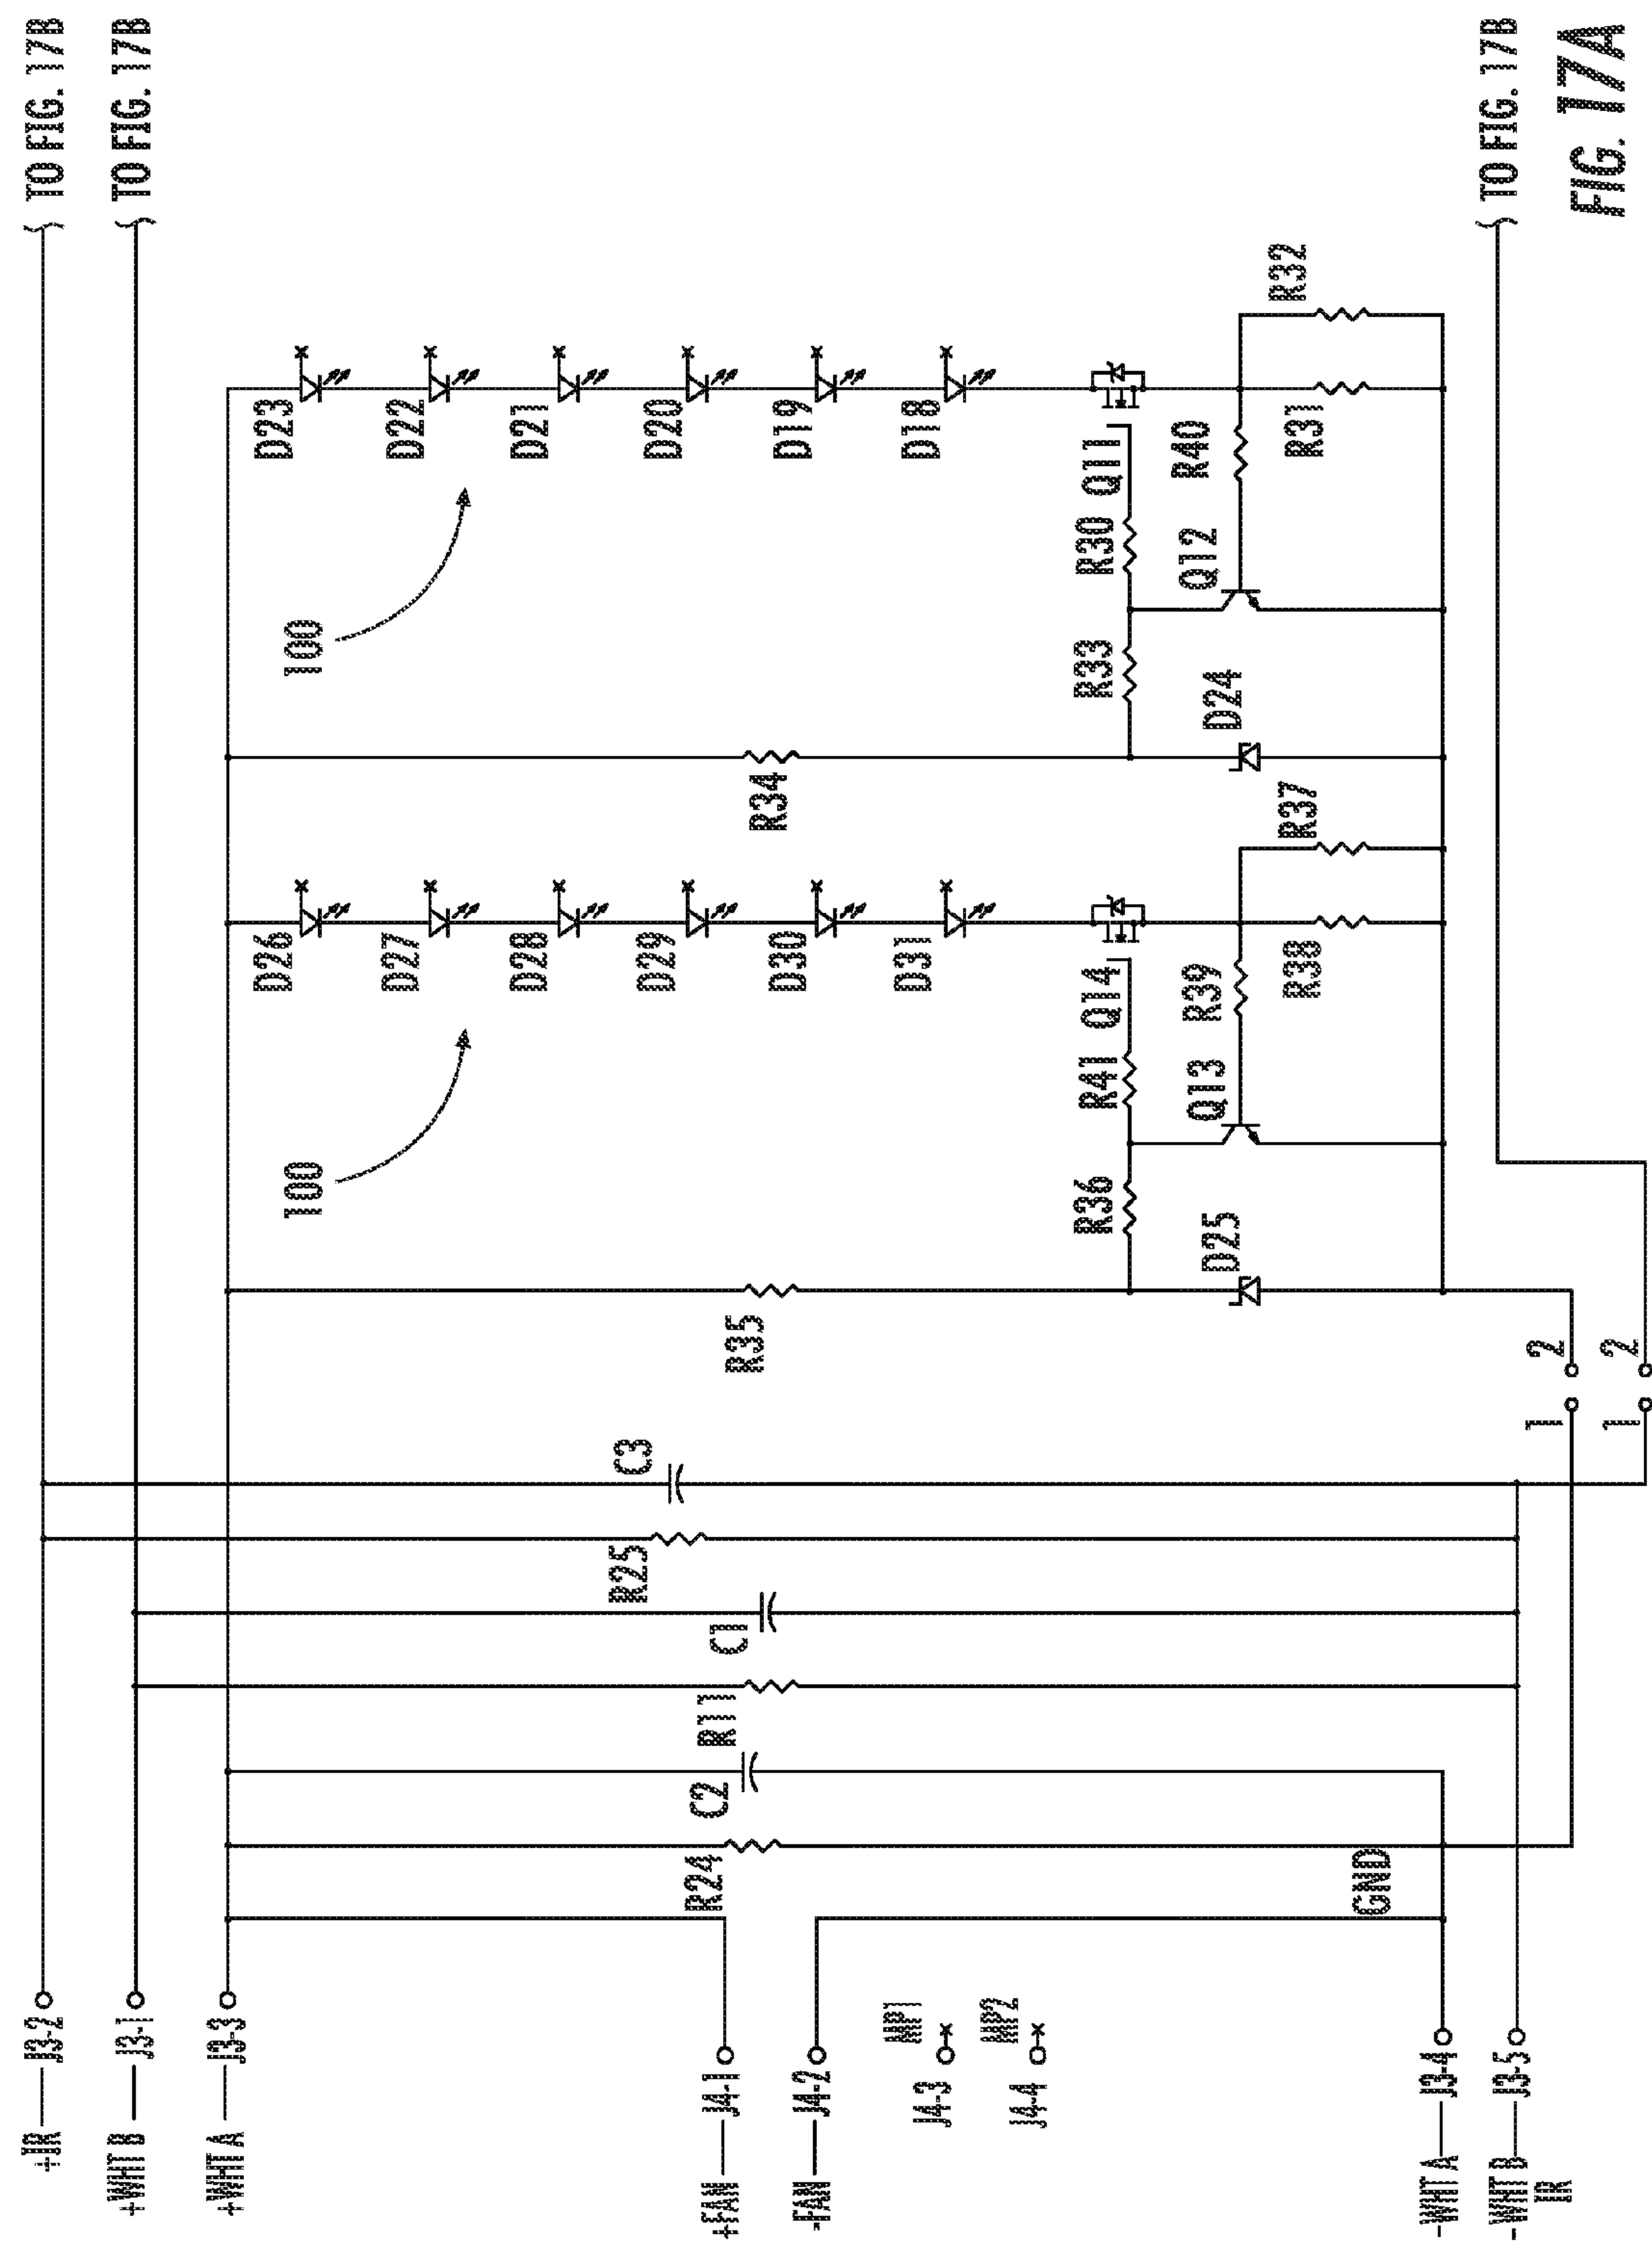 +IR J3-2
TO FIG. 17B
+WHT B J3-1
TO FIG. 17B
+WHT A J3-3
D26
D27
D28
D29
D30
D31
D23
D22
D21
D20
D19
D18
100
100
+FAN J4-1
-FAN J4-2
J4-3 MP1
J4-4 MP2
R24
C2
R11
C1
R25
C3
R35
R34
R36
R41
Q14
R33
R30
Q11
D25
Q13
R39
D24
Q12
R40
R38
R37
R31
R32
GND
-WHT A J3-4
-WHT B J3-5
IR
1 2
1 2
TO FIG. 17B
FIG. 17A